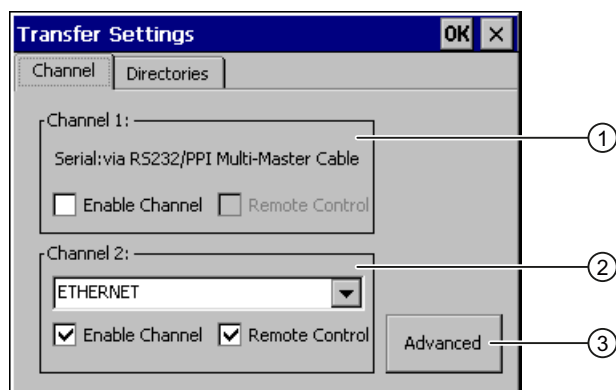 Transfer Settings OK ×
Channel Directories
Channel 1:
Serial:via RS232/PPI Multi-Master Cable
Enable Channel Remote Control
Channel 2:
ETHERNET
Enable Channel Remote Control
Advanced
1
2
3